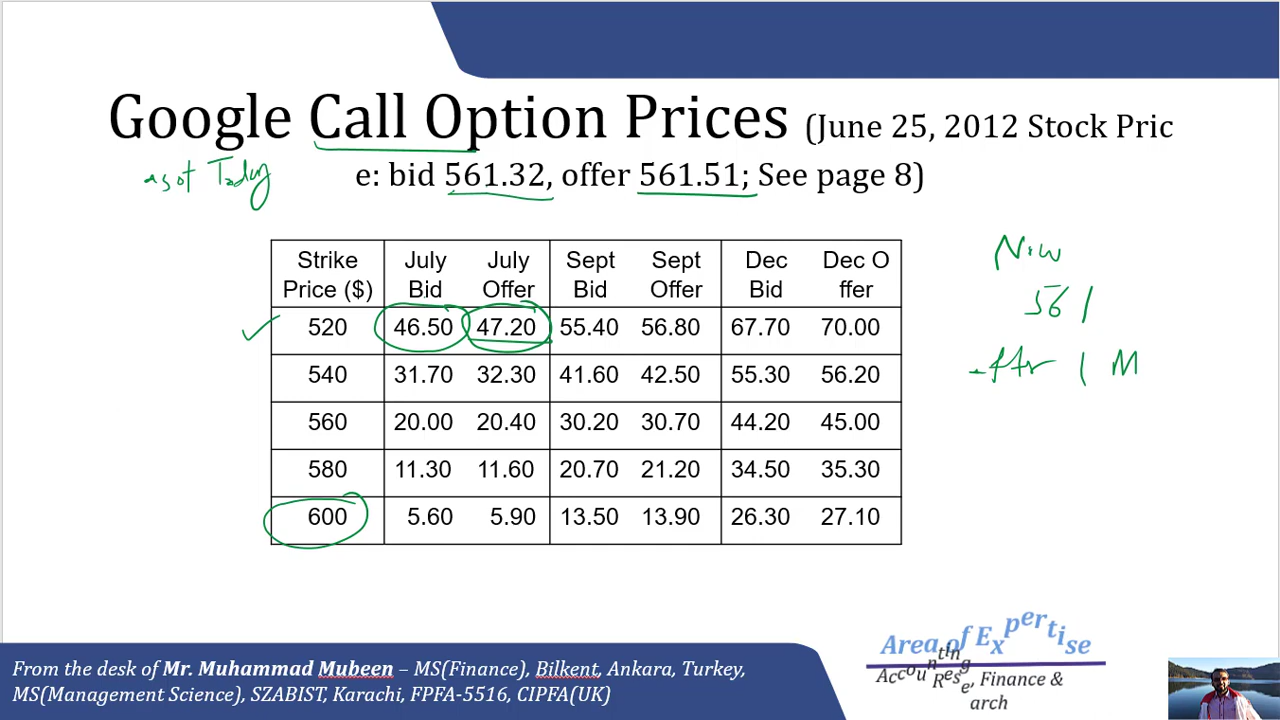 Google Call Option Prices (June 25, 2012 Stock Pric
e: bid 561.32, offer 561.51; See page 8)
as of Today
Strike Price ($) July Bid July Offer Sept Bid Sept Offer Dec Bid Dec O ffer
520 46.50 47.20 55.40 56.80 67.70 70.00
540 31.70 32.30 41.60 42.50 55.30 56.20
560 20.00 20.40 30.20 30.70 44.20 45.00
580 11.30 11.60 20.70 21.20 34.50 35.30
600 5.60 5.90 13.50 13.90 26.30 27.10
Now
561
after 1 M
From the desk of Mr. Muhammad Mubeen – MS(Finance), Bilkent, Ankara, Turkey,
MS(Management Science), SZABIST, Karachi, FPFA-5516, CIPFA(UK)
Area of Expertise
Accounting, Finance &
Research